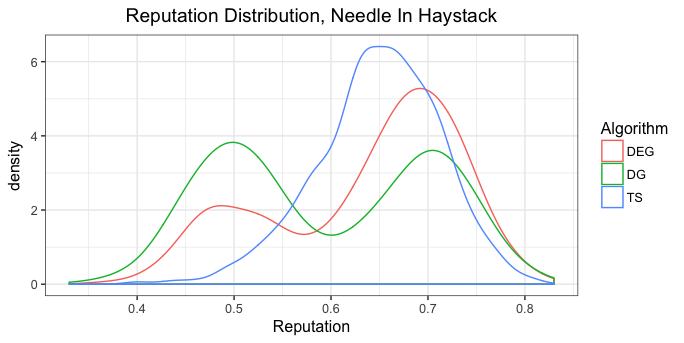 Reputation Distribution, Needle In Haystack
6
4
2
0
density
0.4 0.5 0.6 0.7 0.8
Reputation
Algorithm
DEG
DG
TS